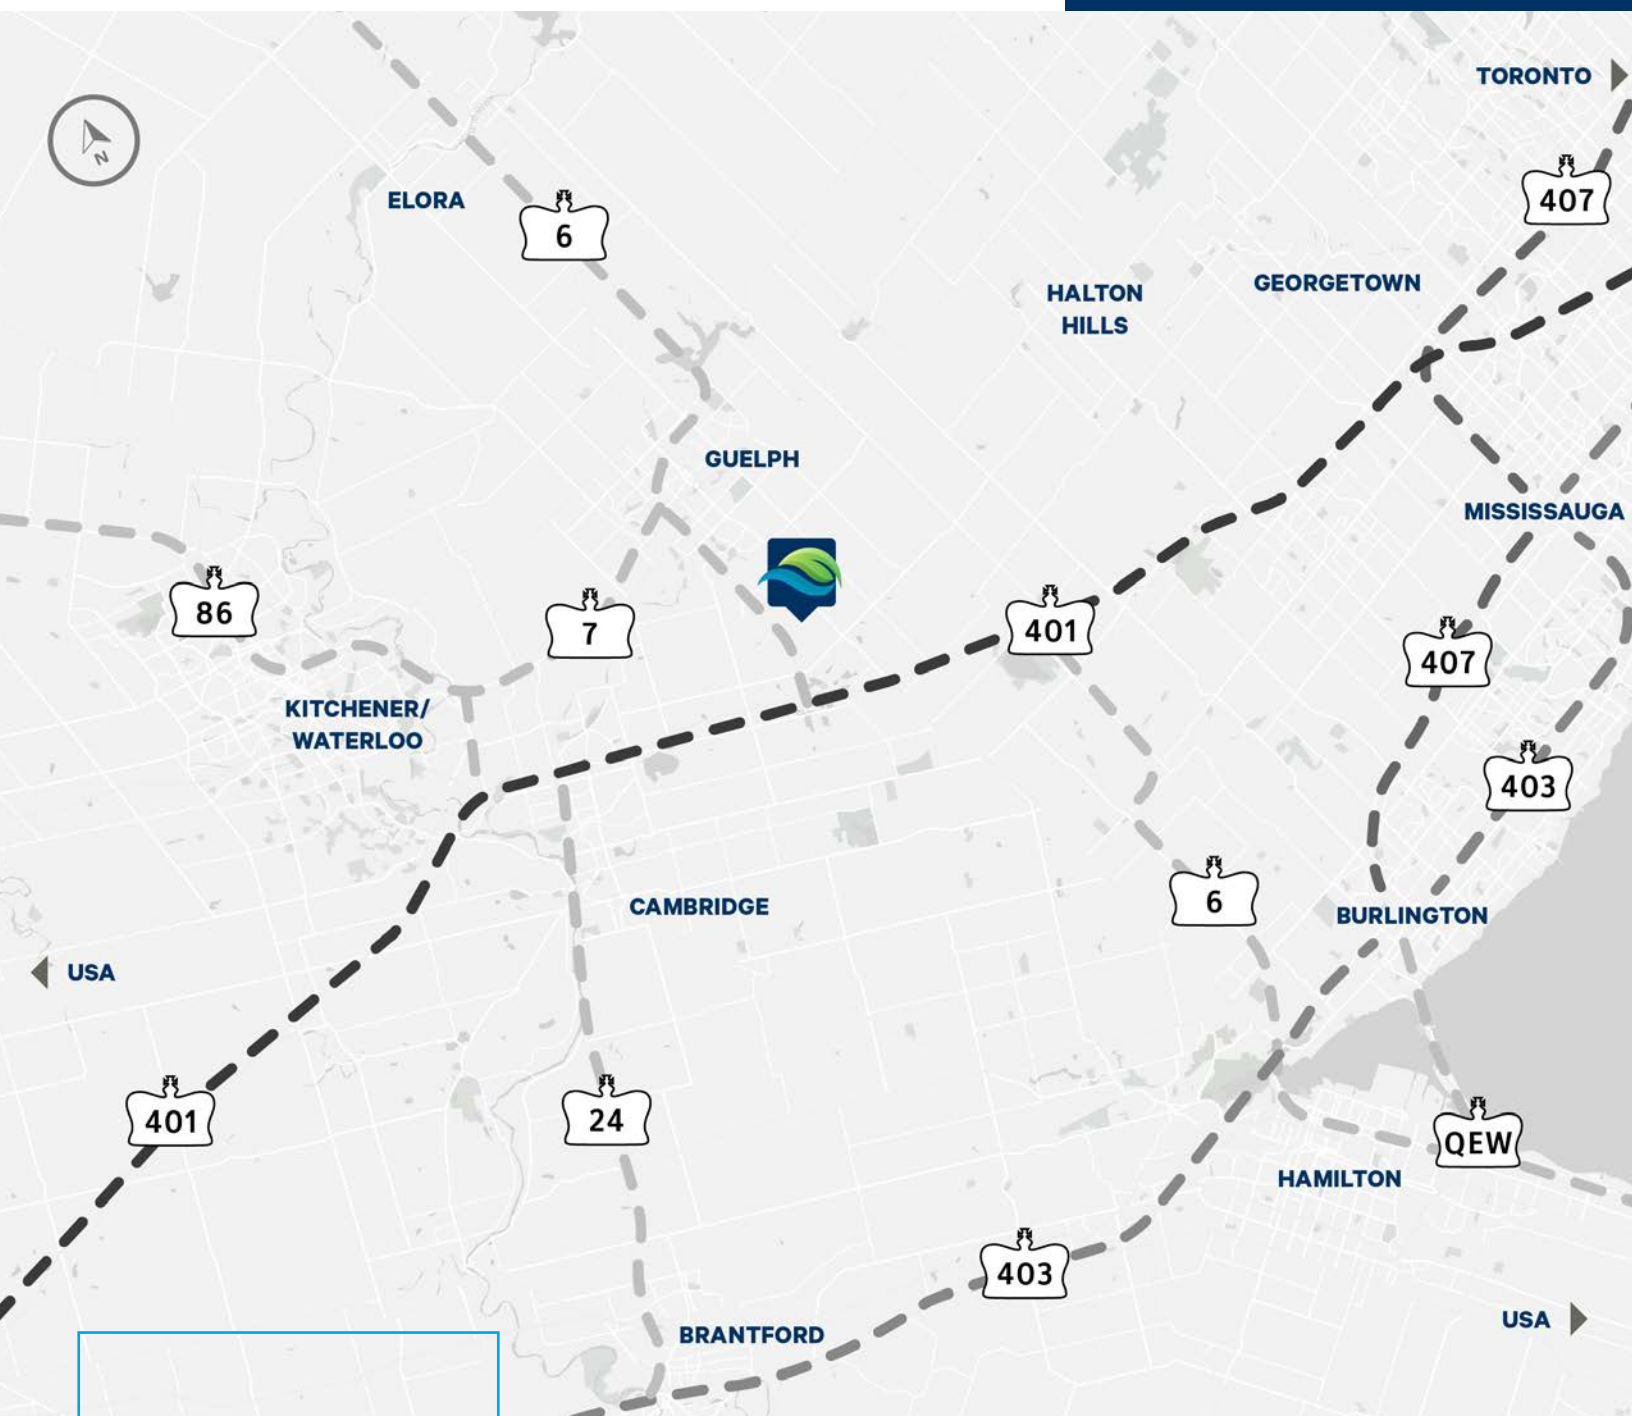 TORONTO
N
407
ELORA
6
GEORGETOWN
HALTON
HILLS
GUELPH
MISSISSAUGA
86
7
401
407
KITCHENER/
WATERLOO
403
6
CAMBRIDGE
BURLINGTON
USA
401
24
QEW
HAMILTON
403
USA
BRANTFORD